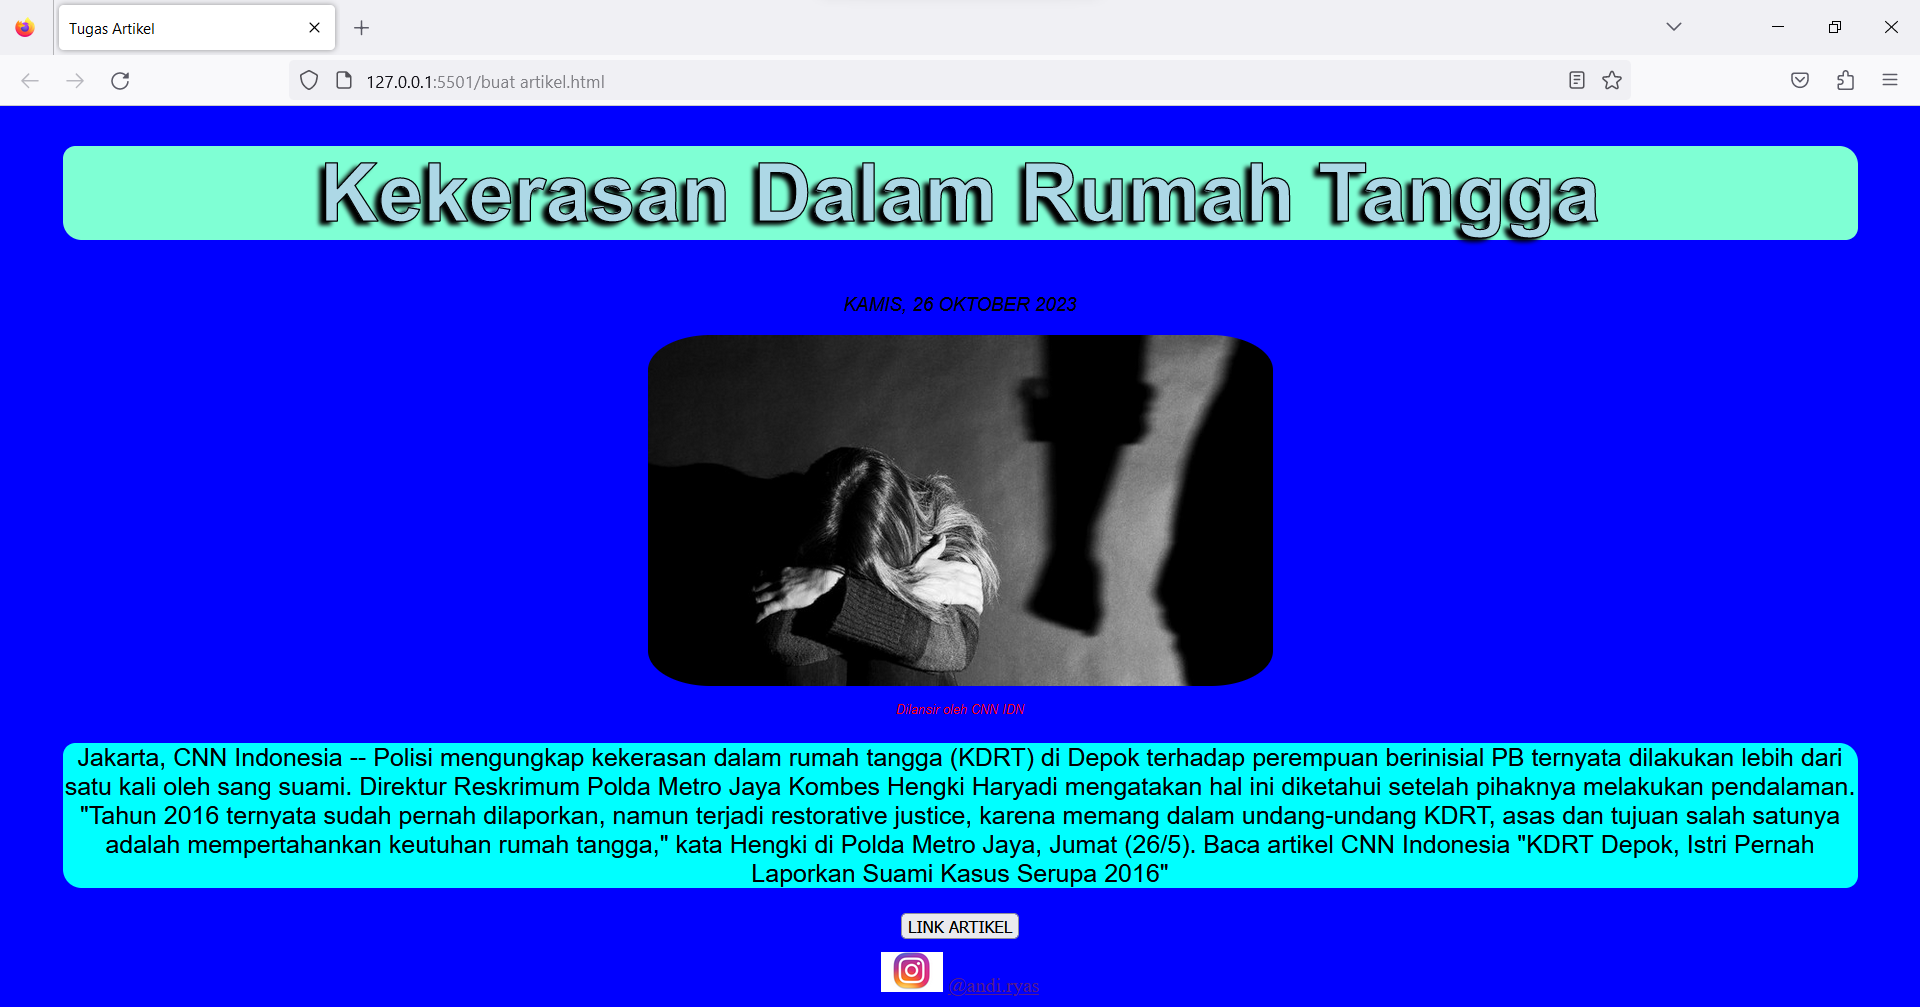 Tugas Artikel
127.0.0.1:5501/buat artikel.html
Kekerasan Dalam Rumah Tangga
KAMIS, 26 OKTOBER 2023
Dilansir oleh CNN IDN
Jakarta, CNN Indonesia -- Polisi mengungkap kekerasan dalam rumah tangga (KDRT) di Depok terhadap perempuan berinisial PB ternyata dilakukan lebih dari
satu kali oleh sang suami. Direktur Reskrimum Polda Metro Jaya Kombes Hengki Haryadi mengatakan hal ini diketahui setelah pihaknya melakukan pendalaman.
"Tahun 2016 ternyata sudah pernah dilaporkan, namun terjadi restorative justice, karena memang dalam undang-undang KDRT, asas dan tujuan salah satunya
adalah mempertahankan keutuhan rumah tangga," kata Hengki di Polda Metro Jaya, Jumat (26/5). Baca artikel CNN Indonesia "KDRT Depok, Istri Pernah
Laporkan Suami Kasus Serupa 2016"
LINK ARTIKEL
@andi.ryas